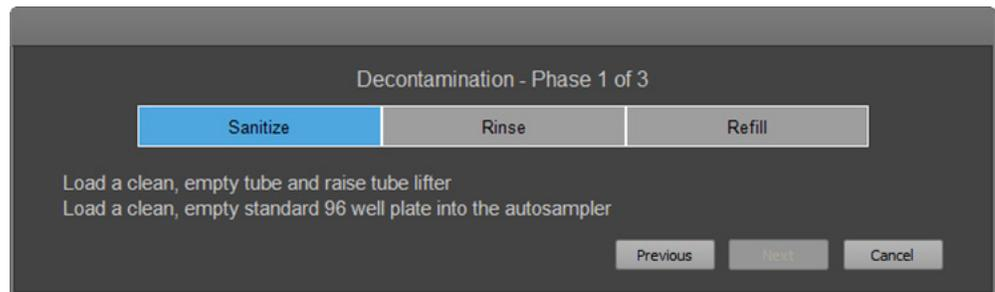 Decontamination - Phase 1 of 3
Sanitize Rinse Refill
Load a clean, empty tube and raise tube lifter
Load a clean, empty standard 96 well plate into the autosampler
Previous Next Cancel